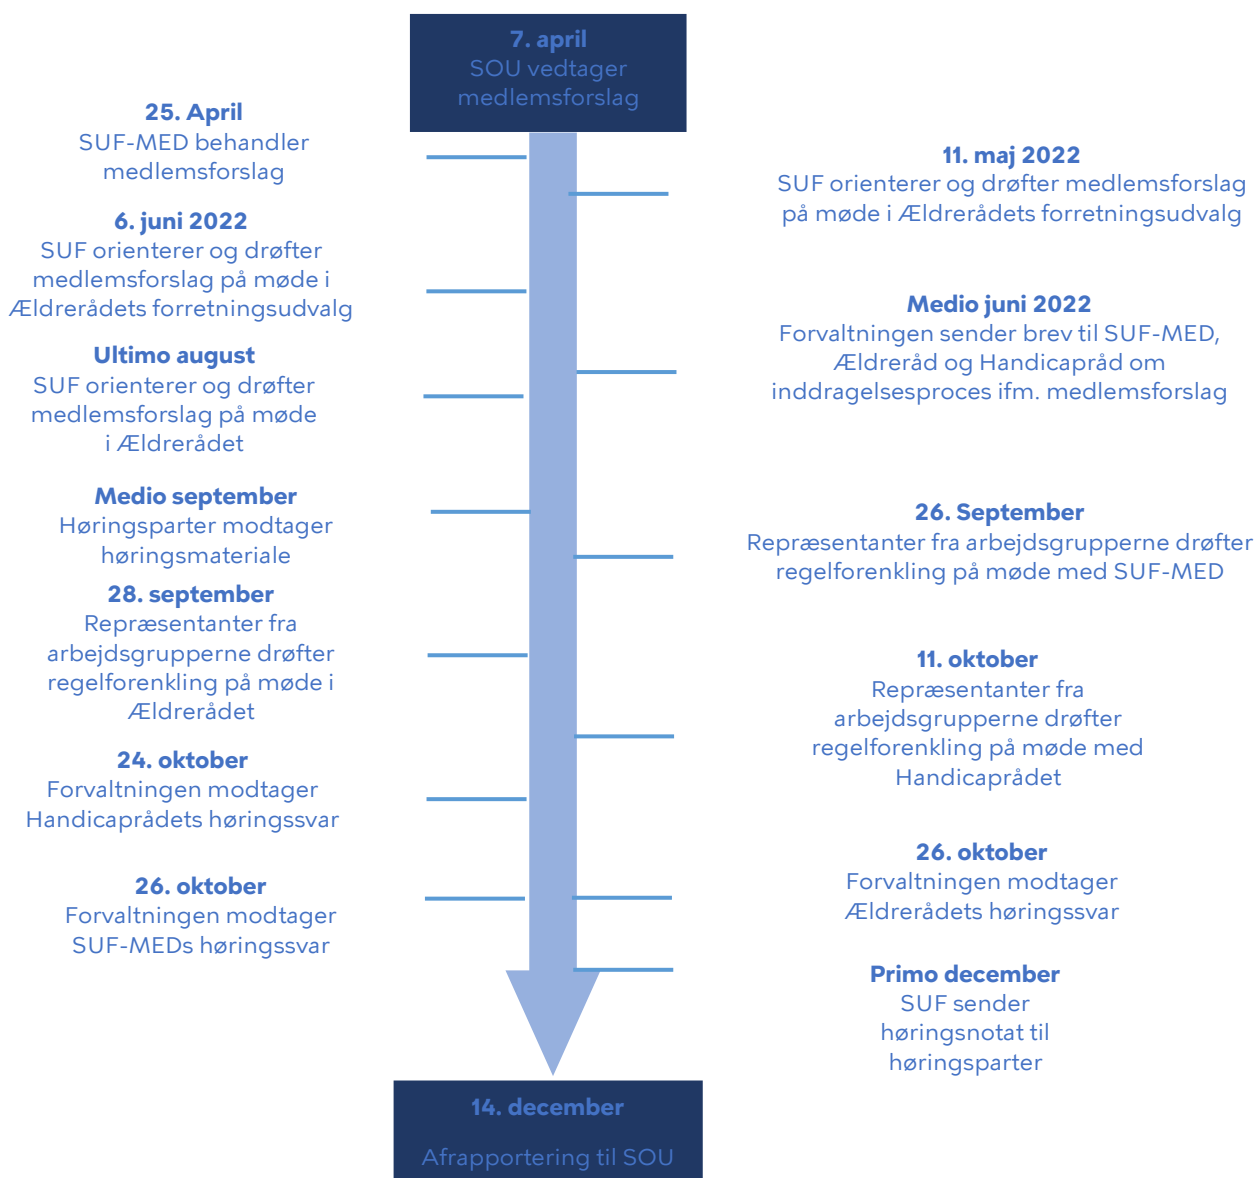 7. april
SOU vedtager
medlemsforslag
25. April
SUF-MED behandler
medlemsforslag
11. maj 2022
SUF orienterer og drøfter medlemsforslag
på møde i Ældrerådets forretningsudvalg
6. juni 2022
SUF orienterer og drøfter
medlemsforslag på møde i
Ældrerådets forretningsudvalg
Medio juni 2022
Forvaltningen sender brev til SUF-MED,
Ældreråd og Handicapråd om
inddragelsesproces ifm. medlemsforslag
Ultimo august
SUF orienterer og drøfter
medlemsforslag på møde
i Ældrerådet
Medio september
Høringsparter modtager
høringsmateriale
26. September
Repræsentanter fra arbejdsgrupperne drøfter
regelforenkling på møde med SUF-MED
28. september
Repræsentanter fra
arbejdsgrupperne drøfter
regelforenkling på møde i
Ældrerådet
11. oktober
Repræsentanter fra
arbejdsgrupperne drøfter
regelforenkling på møde med
Handicaprådet
24. oktober
Forvaltningen modtager
Handicaprådets høringssvar
26. oktober
Forvaltningen modtager
Ældrerådets høringssvar
26. oktober
Forvaltningen modtager
SUF-MEDs høringssvar
Primo december
SUF sender
høringsnotat til
høringsparter
14. december
Afrapportering til SOU